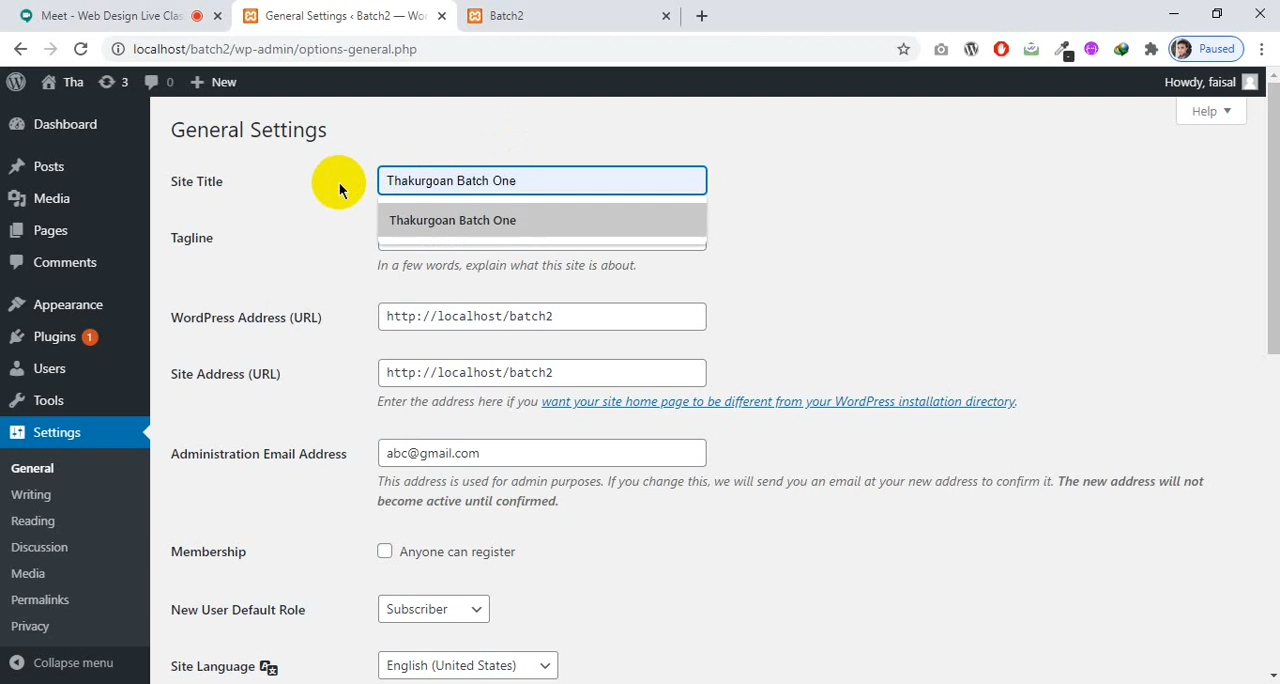 Meet - Web Design Live Clas
General Settings ‹ Batch2 — Wor
Batch2
localhost/batch2/wp-admin/options-general.php
Paused
Tha
3
0
New
Howdy, faisal
Help
Dashboard
Posts
Media
Pages
Comments
Appearance
Plugins 1
Users
Tools
Settings
General
Writing
Reading
Discussion
Media
Permalinks
Privacy
Collapse menu
General Settings
Site Title
Thakurgoan Batch One
Thakurgoan Batch One
Tagline
In a few words, explain what this site is about.
WordPress Address (URL)
http://localhost/batch2
Site Address (URL)
http://localhost/batch2
Enter the address here if you want your site home page to be different from your WordPress installation directory.
Administration Email Address
abc@gmail.com
This address is used for admin purposes. If you change this, we will send you an email at your new address to confirm it. The new address will not
become active until confirmed.
Membership
Anyone can register
New User Default Role
Subscriber
Site Language
English (United States)